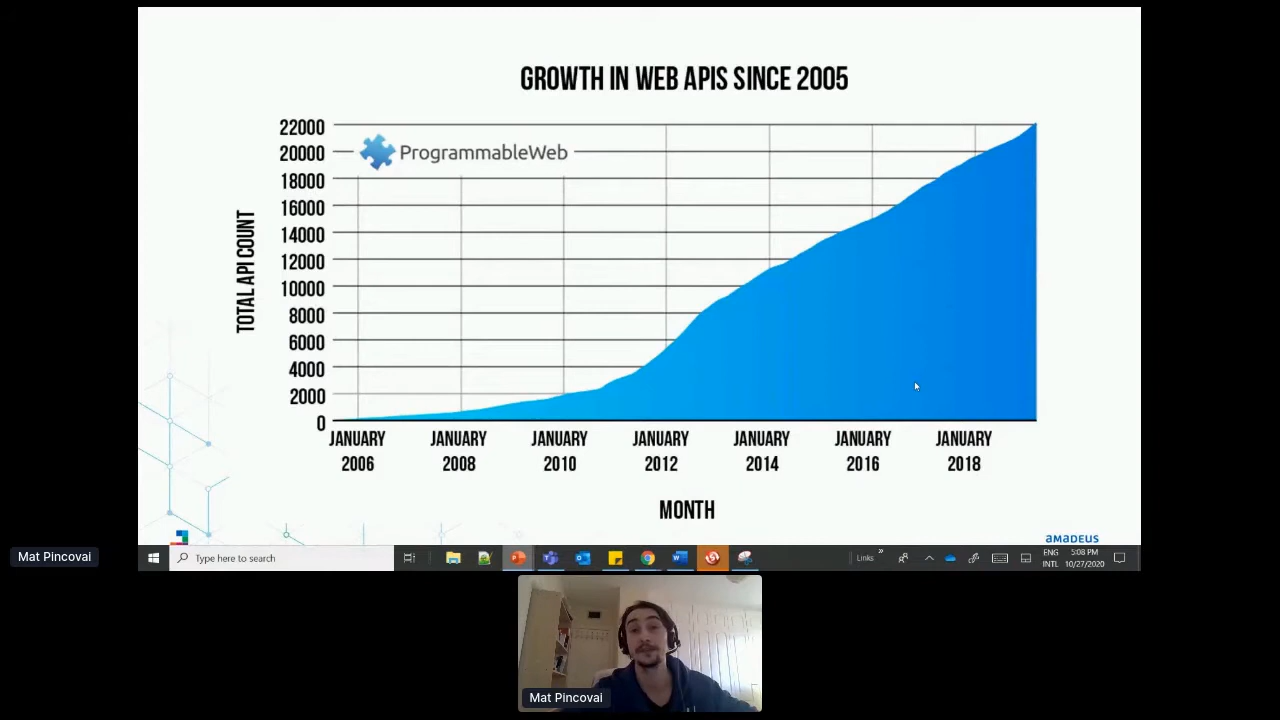 GROWTH IN WEB APIS SINCE 2005
22000
20000
ProgrammableWeb
18000
16000
14000
12000
10000
8000
6000
4000
2000
0
TOTAL API COUNT
JANUARY 2006
JANUARY 2008
JANUARY 2010
JANUARY 2012
JANUARY 2014
JANUARY 2016
JANUARY 2018
MONTH
amadeus
Mat Pincovai
Type here to search
Links
ENG
INTL
5:08 PM
10/27/2020
Mat Pincovai